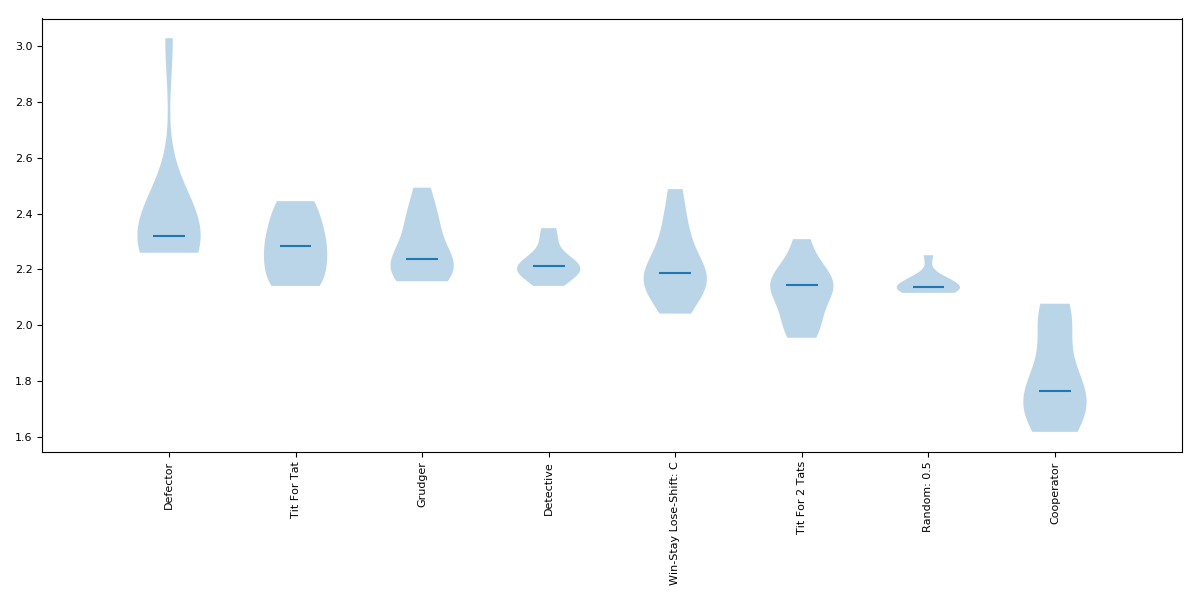 3.0
2.8
2.6
2.4
2.2
2.0
1.8
1.6
Defector
Tit For Tat
Grudger
Detective
Win-Stay Lose-Shift: C
Tit For 2 Tats
Random: 0.5
Cooperator